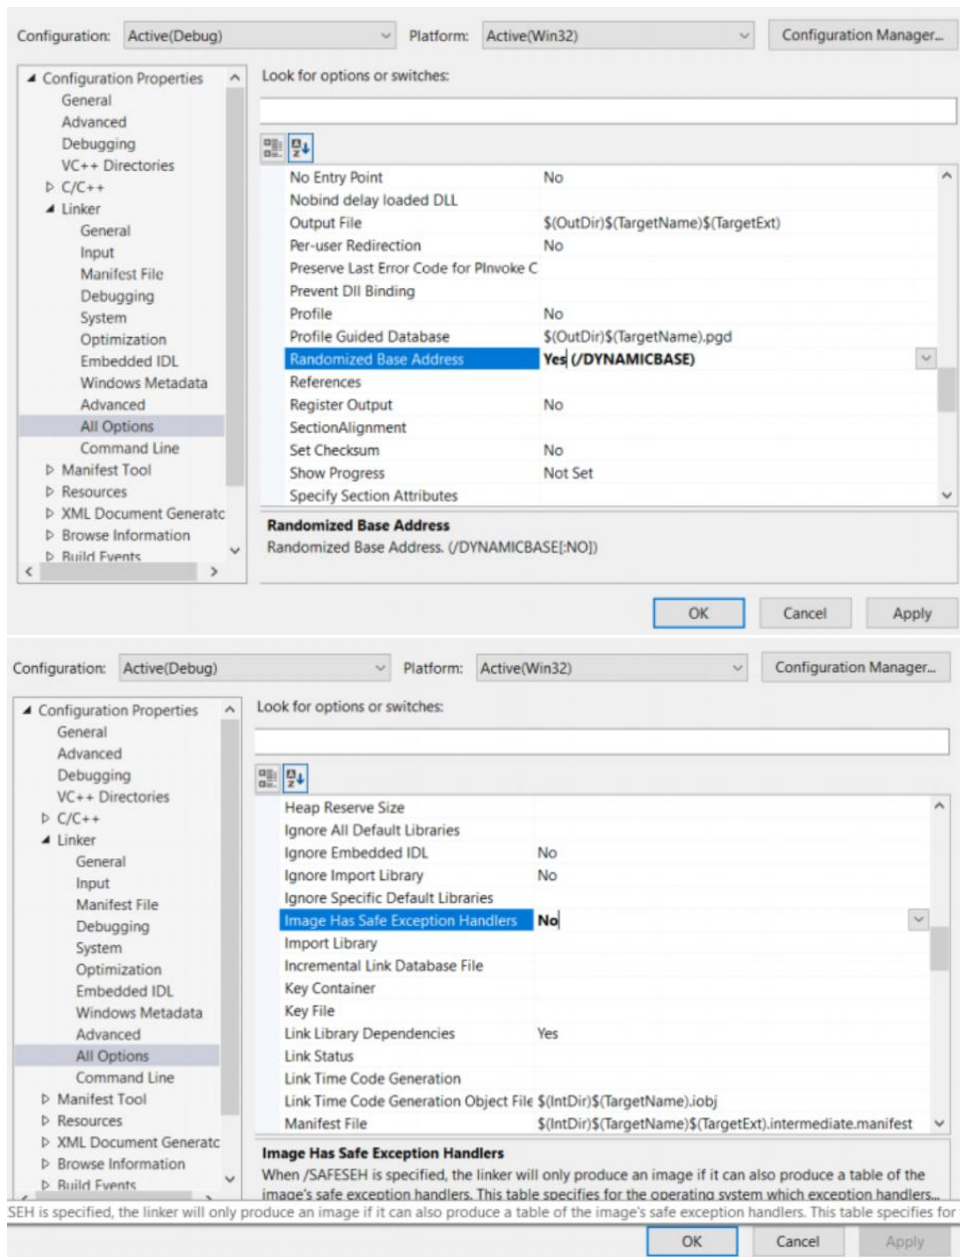 Configuration: Active(Debug) Platform: Active(Win32) Configuration Manager...
Configuration Properties
General
Advanced
Debugging
VC++ Directories
C/C++
Linker
General
Input
Manifest File
Debugging
System
Optimization
Embedded IDL
Windows Metadata
Advanced
All Options
Command Line
Manifest Tool
Resources
XML Document Generatc
Browse Information
Build Events
Look for options or switches:
No Entry Point No
Nobind delay loaded DLL
Output File $(OutDir)$(TargetName)$(TargetExt)
Per-user Redirection No
Preserve Last Error Code for PInvoke C
Prevent Dll Binding
Profile No
Profile Guided Database $(OutDir)$(TargetName).pgd
Randomized Base Address Yes (/DYNAMICBASE)
References
Register Output No
SectionAlignment
Set Checksum No
Show Progress Not Set
Specify Section Attributes
Randomized Base Address
Randomized Base Address. (/DYNAMICBASE[:NO])
OK Cancel Apply
Configuration: Active(Debug) Platform: Active(Win32) Configuration Manager...
Configuration Properties
General
Advanced
Debugging
VC++ Directories
C/C++
Linker
General
Input
Manifest File
Debugging
System
Optimization
Embedded IDL
Windows Metadata
Advanced
All Options
Command Line
Manifest Tool
Resources
XML Document Generatc
Browse Information
Build Events
Look for options or switches:
Heap Reserve Size
Ignore All Default Libraries
Ignore Embedded IDL No
Ignore Import Library No
Ignore Specific Default Libraries
Image Has Safe Exception Handlers No
Import Library
Incremental Link Database File
Key Container
Key File
Link Library Dependencies Yes
Link Status
Link Time Code Generation
Link Time Code Generation Object File $(IntDir)$(TargetName).iobj
Manifest File $(IntDir)$(TargetName)$(TargetExt).intermediate.manifest
Image Has Safe Exception Handlers
When /SAFESEH is specified, the linker will only produce an image if it can also produce a table of the
image's safe exception handlers. This table specifies for the operating system which exception handlers...
SEH is specified, the linker will only produce an image if it can also produce a table of the image's safe exception handlers. This table specifies for
OK Cancel Apply